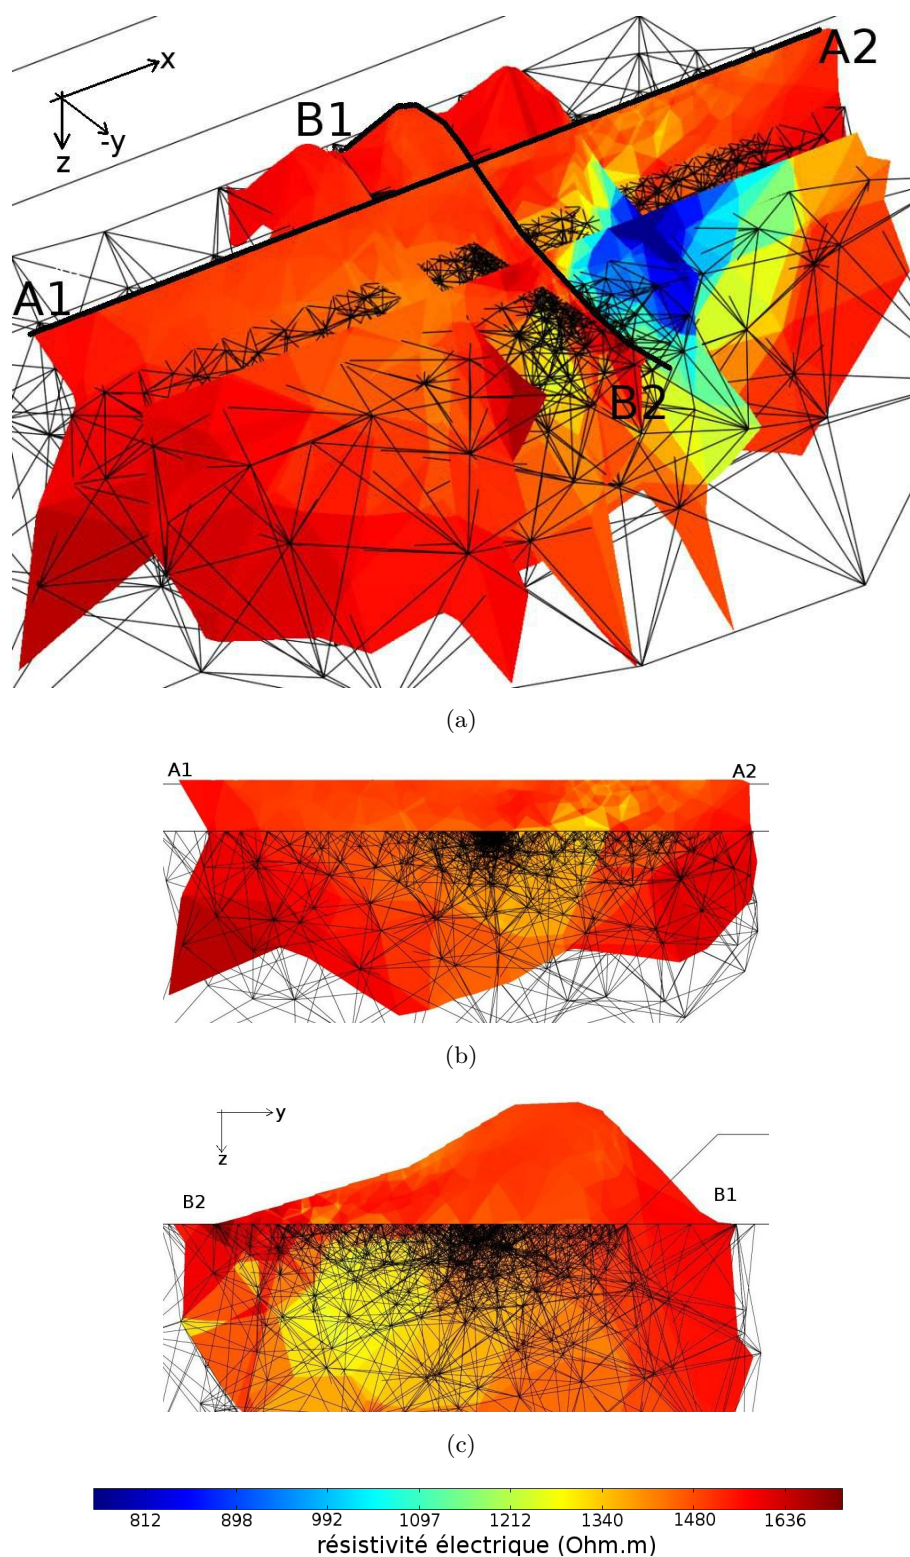 A2
x
B1
-y
z
A1
B2
(a)
A1
A2
(b)
y
z
B2
B1
(c)
812 898 992 1097 1212 1340 1480 1636
résistivité électrique (Ohm.m)